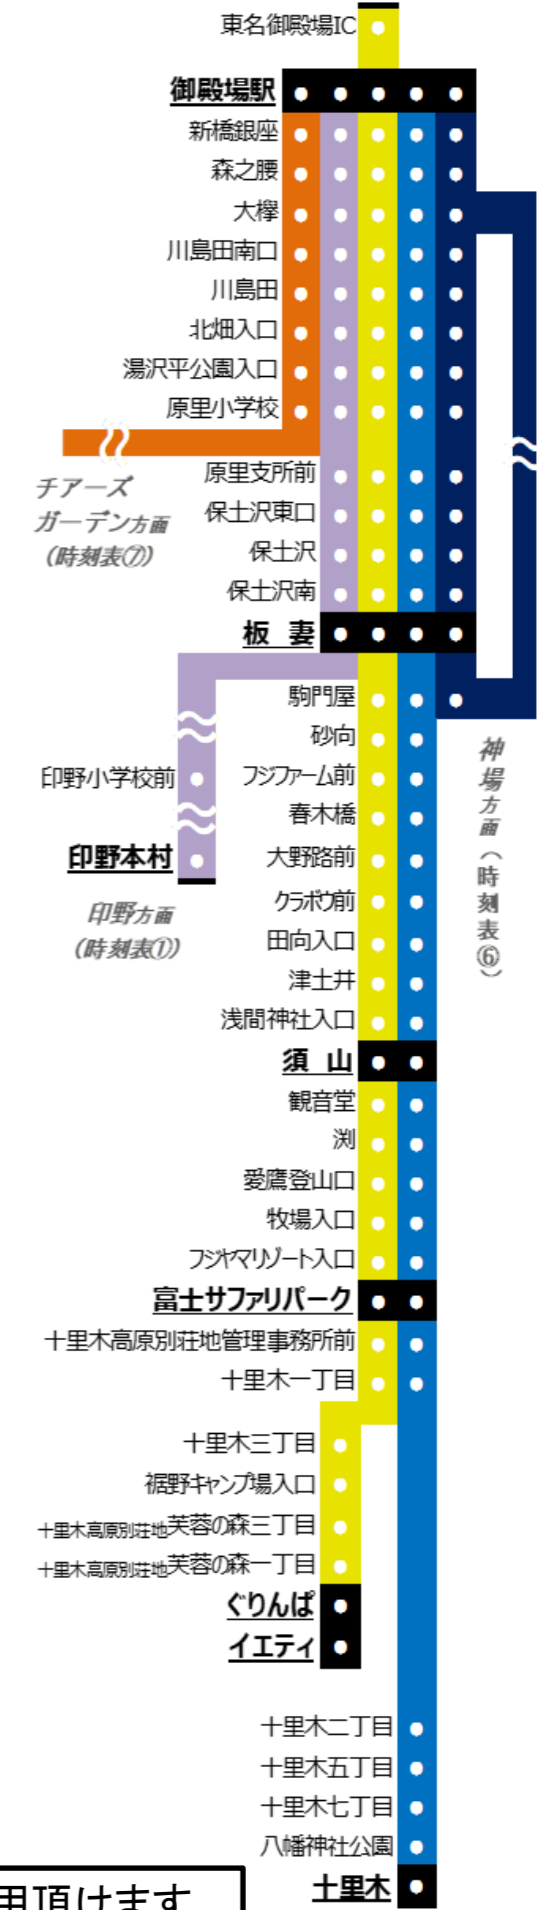 東名御殿場IC
御殿場駅
新橋銀座
森之腰
大欅
川島田南口
川島田
北畑入口
湯沢平公園入口
原里小学校
チアーズ
ガーデン方面
(時刻表⑦)
原里支所前
保土沢東口
保土沢
保土沢南
板　妻
駒門屋
砂向
印野小学校前
フジファーム前
春木橋
印野本村
大野路前
印野方面
(時刻表①)
神場方面(時刻表⑥)
クラボウ前
田向入口
津土井
浅間神社入口
須　山
観音堂
渕
愛鷹登山口
牧場入口
フジヤマリゾート入口
富士サファリパーク
十里木高原別荘地管理事務所前
十里木一丁目
十里木三丁目
裾野キャンプ場入口
十里木高原別荘地芙蓉の森三丁目
十里木高原別荘地芙蓉の森一丁目
ぐりんぱ
イエティ
十里木二丁目
十里木五丁目
十里木七丁目
八幡神社公園
十里木
用頂けます